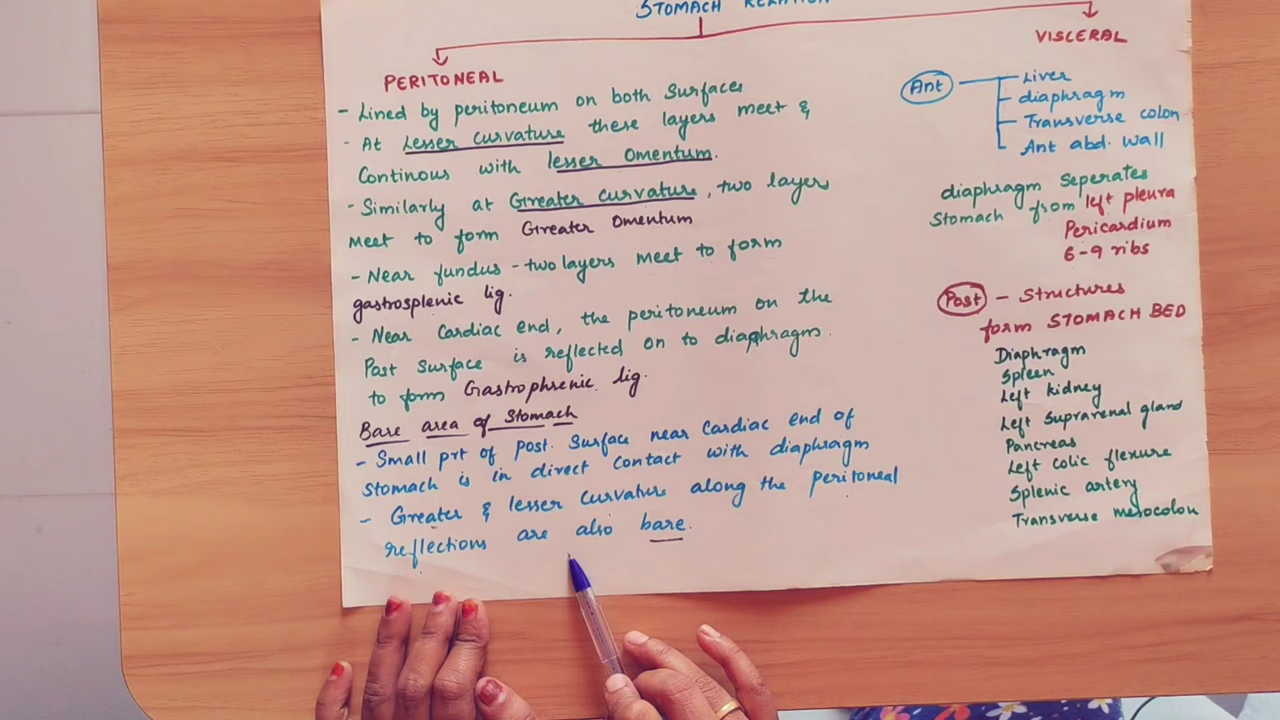 STOMACH RELATION
PERITONEAL
- Lined by peritoneum on both surfaces
- At lesser curvature these layers meet &
Continous with lesser Omentum.
- Similarly at Greater curvature, two layers
meet to form Greater Omentum
- Near fundus - two layers meet to form
gastrosplenic lig.
- Near Cardiac end, the peritoneum on the
Post Surface is reflected on to diaphragm.
to form Gastrophrenic lig.
Bare area of Stomach
- Small prt of post. Surface near Cardiac end of
Stomach is in direct Contact with diaphragm
- Greater & lesser Curvature along the peritoneal
reflections are also bare.
VISCERAL
Ant - Liver
- diaphragm
- Transverse colon
Ant abd. wall
diaphragm Seperates
Stomach from left pleura
Pericardium
6-9 ribs
Post - Structures
form STOMACH BED
Diaphragm
Spleen
Left kidney
Left Suprarenal gland
Pancreas
Left colic flexure
Splenic artery
Transverse mesocolon